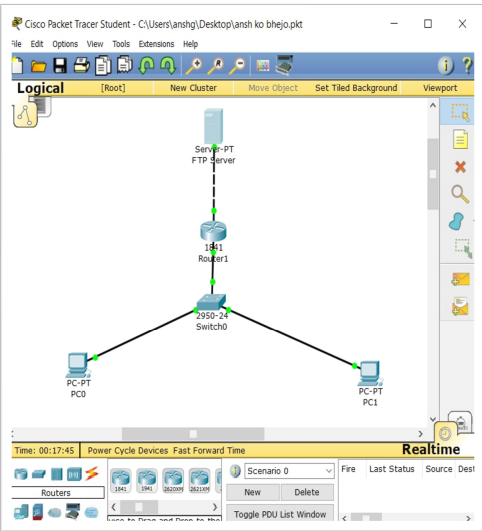 Cisco Packet Tracer Student - C:\Users\anshg\Desktop\ansh ko bhejo.pkt
File Edit Options View Tools Extensions Help
Logical [Root] New Cluster Move Object Set Tiled Background Viewport
Server-PT
FTP Server
1841
Router1
2950-24
Switch0
PC-PT
PC0
PC-PT
PC1
Time: 00:17:45 Power Cycle Devices Fast Forward Time Realtime
Routers
1841 1941 2620XM 2621XM
Scenario 0
New Delete
Toggle PDU List Window
Fire Last Status Source Dest
to Drag and Drop to the